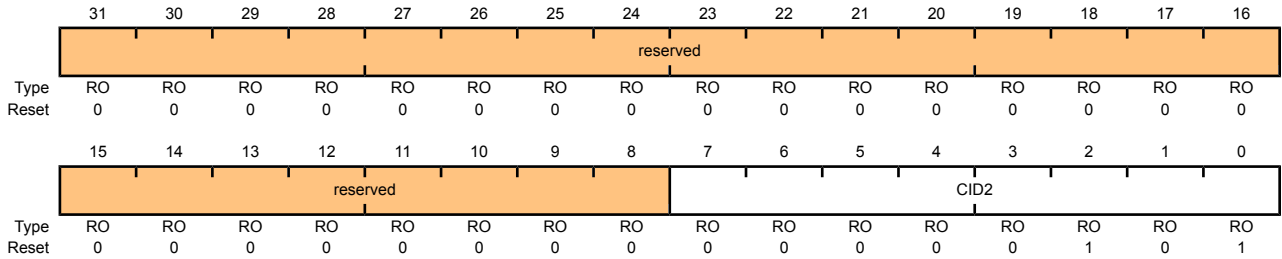 31 30 29 28 27 26 25 24 23 22 21 20 19 18 17 16
reserved
Type RO RO RO RO RO RO RO RO RO RO RO RO RO RO RO RO
Reset 0 0 0 0 0 0 0 0 0 0 0 0 0 0 0 0
15 14 13 12 11 10 9 8 7 6 5 4 3 2 1 0
reserved CID2
Type RO RO RO RO RO RO RO RO RO RO RO RO RO RO RO RO
Reset 0 0 0 0 0 0 0 0 0 0 0 0 0 1 0 1